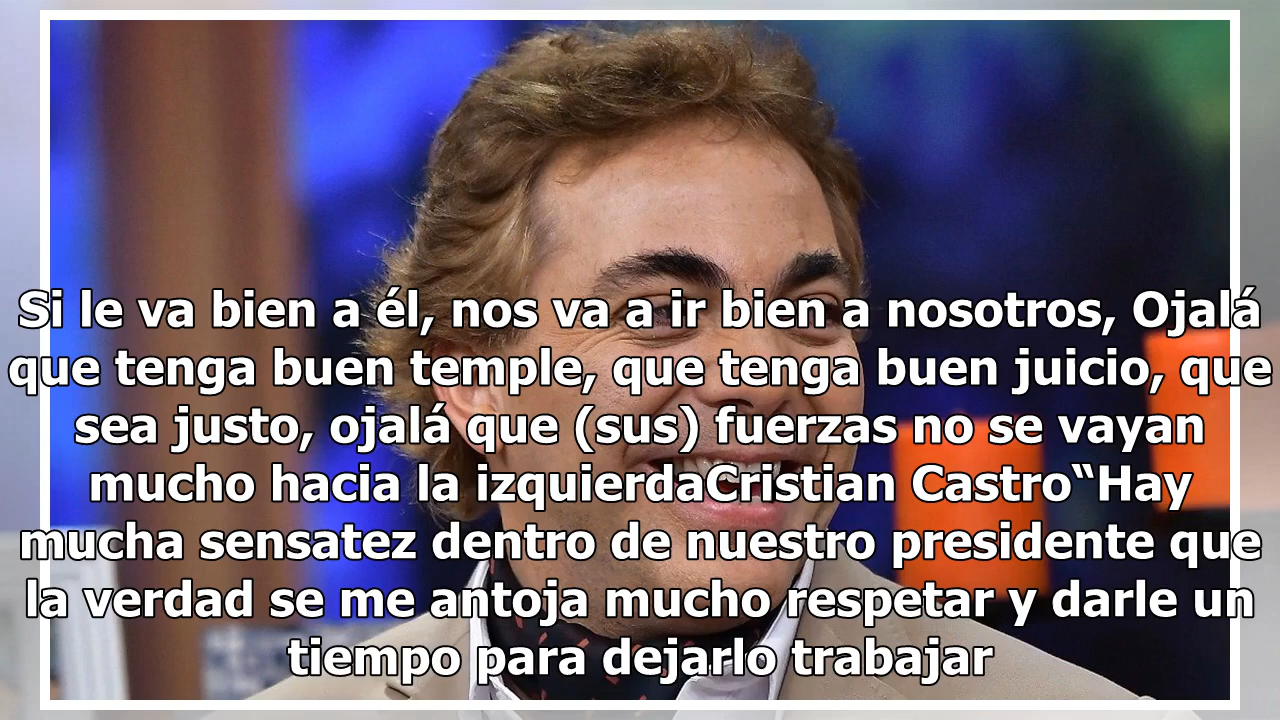 Si le va bien a él, nos va a ir bien a nosotros, Ojalá
que tenga buen temple, que tenga buen juicio, que
sea justo, ojalá que (sus) fuerzas no se vayan
mucho hacia la izquierdaCristian Castro“Hay
mucha sensatez dentro de nuestro presidente que
la verdad se me antoja mucho respetar y darle un
tiempo para dejarlo trabajar